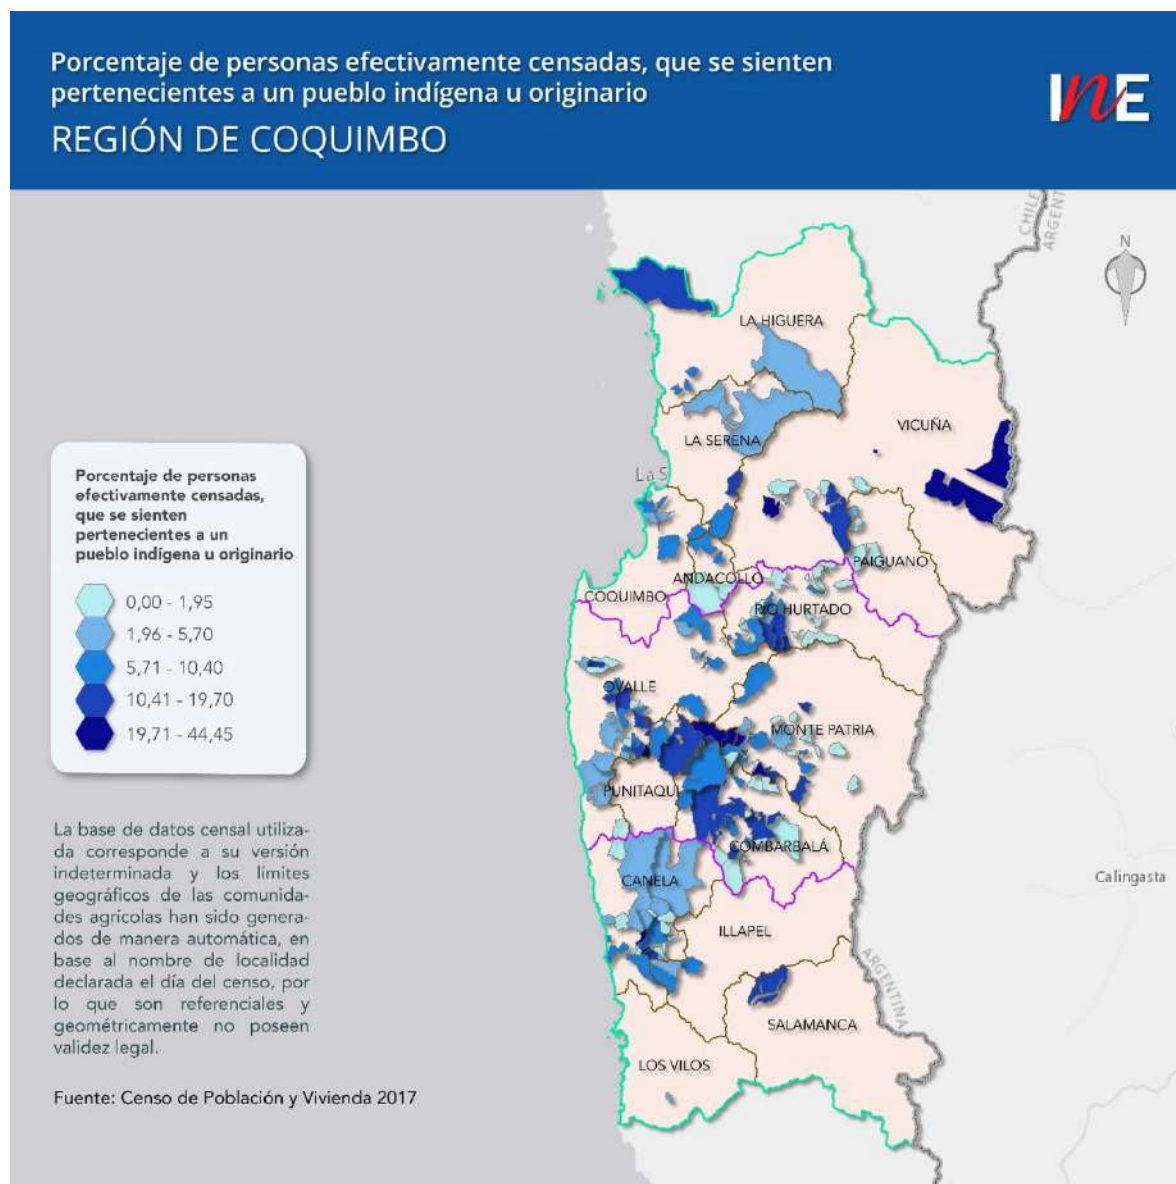 Porcentaje de personas efectivamente censadas, que se sienten
pertenecientes a un pueblo indígena u originario
REGIÓN DE COQUIMBO
INE
CHILE
ARGENT
N
LA HIGUERA
VICUÑA
LA SERENA
La S
PAIGUANO
ANDACOLLO
COQUIMBO
RIO HURTADO
OVALLE
MONTE PATRIA
PUNITAQUI
COMBARBALÁ
CANELA
Calingasta
ILLAPEL
ARGENTINA
SALAMANCA
LOS VILOS
Porcentaje de personas
efectivamente censadas,
que se sienten
pertenecientes a un
pueblo indígena u originario
0,00 - 1,95
1,96 - 5,70
5,71 - 10,40
10,41 - 19,70
19,71 - 44,45
La base de datos censal utiliza-
da corresponde a su versión
indeterminada y los límites
geográficos de las comunida-
des agrícolas han sido genera-
dos de manera automática, en
base al nombre de localidad
declarada el día del censo, por
lo que son referenciales y
geométricamente no poseen
validez legal.
Fuente: Censo de Población y Vivienda 2017